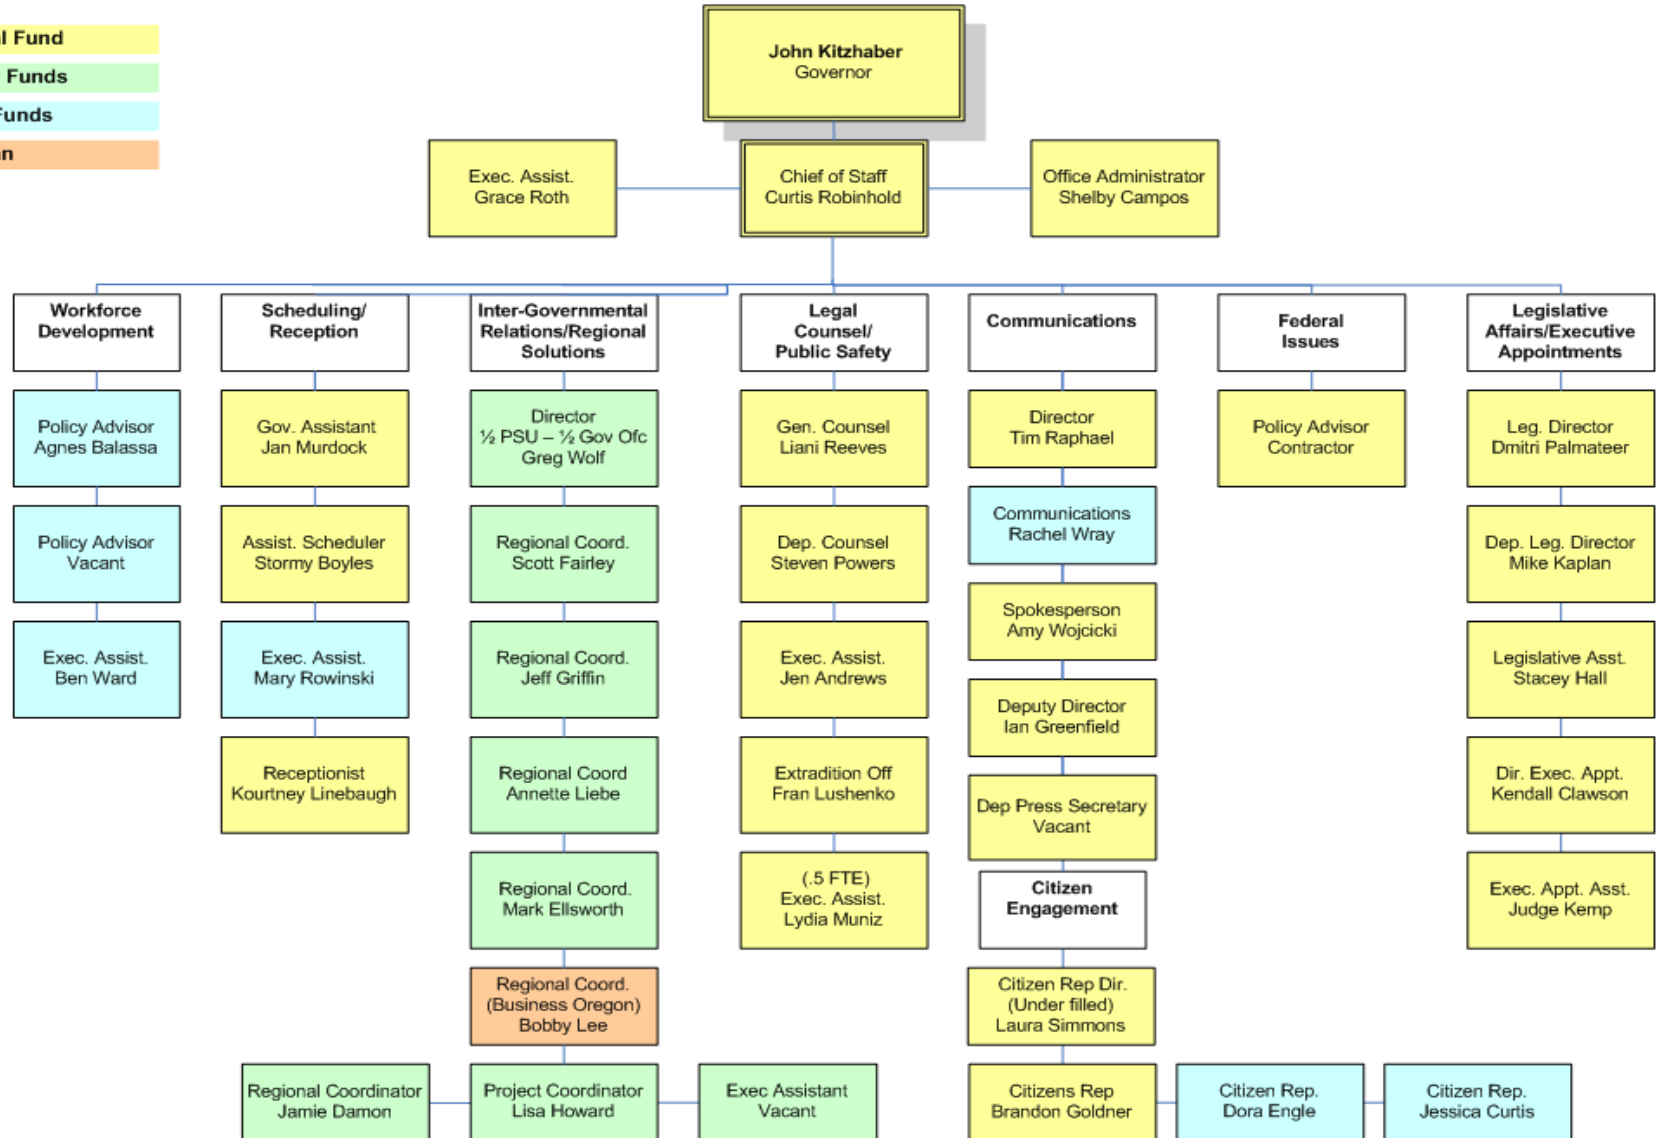 l Fund
Funds
Funds
n
John Kitzhaber
Governor
Exec. Assist.
Grace Roth
Chief of Staff
Curtis Robinhold
Office Administrator
Shelby Campos
Workforce
Development
Scheduling/
Reception
Inter-Governmental
Relations/Regional
Solutions
Legal
Counsel/
Public Safety
Communications
Federal
Issues
Legislative
Affairs/Executive
Appointments
Policy Advisor
Agnes Balassa
Policy Advisor
Vacant
Exec. Assist.
Ben Ward
Gov. Assistant
Jan Murdock
Assist. Scheduler
Stormy Boyles
Exec. Assist.
Mary Rowinski
Receptionist
Kourtney Linebaugh
Director
½ PSU – ½ Gov Ofc
Greg Wolf
Regional Coord.
Scott Fairley
Regional Coord.
Jeff Griffin
Regional Coord
Annette Liebe
Regional Coord.
Mark Ellsworth
Regional Coord.
(Business Oregon)
Bobby Lee
Regional Coordinator
Jamie Damon
Project Coordinator
Lisa Howard
Exec Assistant
Vacant
Gen. Counsel
Liani Reeves
Dep. Counsel
Steven Powers
Exec. Assist.
Jen Andrews
Extradition Off
Fran Lushenko
(.5 FTE)
Exec. Assist.
Lydia Muniz
Director
Tim Raphael
Communications
Rachel Wray
Spokesperson
Amy Wojcicki
Deputy Director
Ian Greenfield
Dep Press Secretary
Vacant
Citizen
Engagement
Citizen Rep Dir.
(Under filled)
Laura Simmons
Citizens Rep
Brandon Goldner
Citizen Rep.
Dora Engle
Citizen Rep.
Jessica Curtis
Policy Advisor
Contractor
Leg. Director
Dmitri Palmateer
Dep. Leg. Director
Mike Kaplan
Legislative Asst.
Stacey Hall
Dir. Exec. Appt.
Kendall Clawson
Exec. Appt. Asst.
Judge Kemp